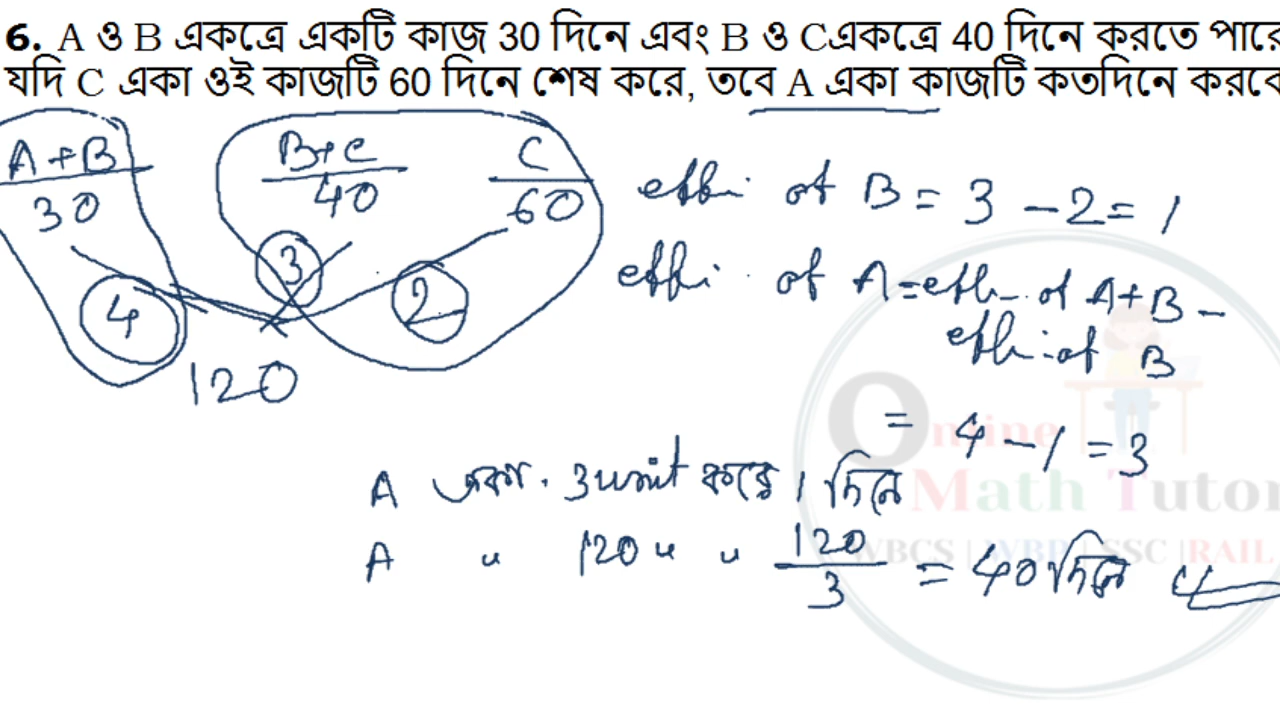 6. A ও B একত্রে একটি কাজ 30 দিনে এবং B ও Cএকত্রে 40 দিনে করতে পারে
যদি C একা ওই কাজটি 60 দিনে শেষ করে, তবে A একা কাজটি কতদিনে করবে
A+B
30
B+C
40
C
60
4
3
2
120
effi of B = 3 - 2 = 1
effi. of A = effi. of A+B -
effi. of B
= 4 - 1 = 3
A একা. 3 unit করে 1 দিনে
A " 120 " " 120/3 = 40 দিনে
Online
Math Tutor
WBCS | WBP | SSC |RAIL